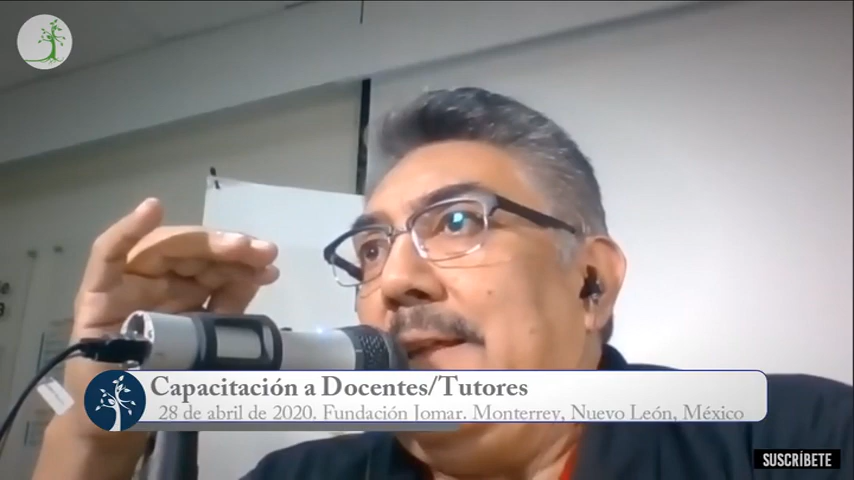 Capacitación a Docentes/Tutores
28 de abril de 2020. Fundación Jomar. Monterrey, Nuevo León, México
SUSCRÍBETE